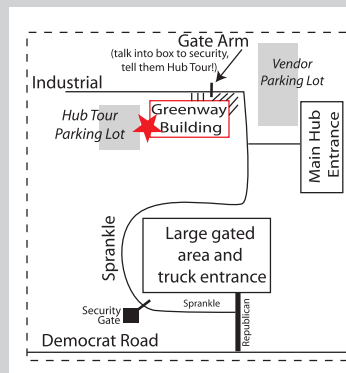 Gate Arm
(talk into box to security,
tell them Hub Tour!)
Vendor
Parking Lot
Industrial
Hub Tour
Parking Lot
Greenway
Building
Main Hub
Entrance
Sprankle
Large gated
area and
truck entrance
Security
Gate
Sprankle
Republican
Democrat Road